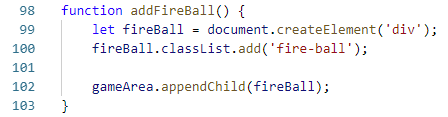 98 function addFireBall() {
99 let fireBall = document.createElement('div');
100 fireBall.classList.add('fire-ball');
101
102 gameArea.appendChild(fireBall);
103 }